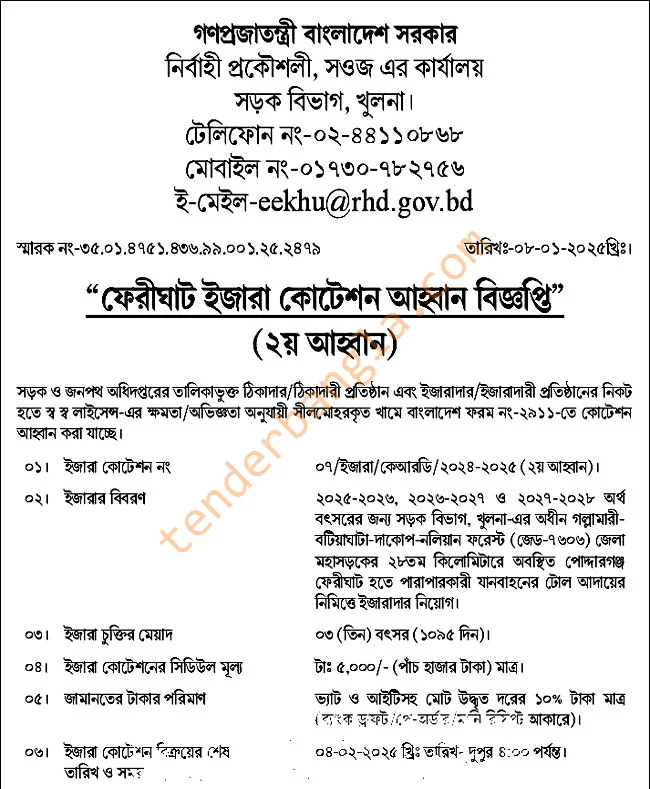 গণপ্রজাতন্ত্রী বাংলাদেশ সরকার
নির্বাহী প্রকৌশলী, সওজ এর কার্যালয়
সড়ক বিভাগ, খুলনা।
টেলিফোন নং-০২-৪৪১১০৮৬৮
মোবাইল নং-০১৭৩০-৭৮২৭৫৬
ই-মেইল-eekhu@rhd.gov.bd
স্মারক নং-৩৫.০১.৪৭৫১.৪৩৬.৯৯.০০১.২৫.২৪৭৯ তারিখঃ-০৮-০১-২০২৫খ্রিঃ।
“ফেরীঘাট ইজারা কোটেশন আহ্বান বিজ্ঞপ্তি”
(২য় আহ্বান)
সড়ক ও জনপথ অধিদপ্তরের তালিকাভুক্ত ঠিকাদার/ঠিকাদারী প্রতিষ্ঠান এবং ইজারাদার/ইজারাদারী প্রতিষ্ঠানের নিকট
হতে স্ব স্ব লাইসেন্স-এর ক্ষমতা/অভিজ্ঞতা অনুযায়ী সীলমোহরকৃত খামে বাংলাদেশ ফরম নং-২৯১১-তে কোটেশন
আহ্বান করা যাচ্ছে।
০১। ইজারা কোটেশন নং ০৭/ইজারা/কেআরডি/২০২৪-২০২৫ (২য় আহ্বান)।
০২। ইজারার বিবরণ ২০২৫-২০২৬, ২০২৬-২০২৭ ও ২০২৭-২০২৮ অর্থ
বৎসরের জন্য সড়ক বিভাগ, খুলনা-এর অধীন গল্লামারী-
বটিয়াঘাটা-দাকোপ-নলিয়ান ফরেস্ট (জেড-৭৬০৬) জেলা
মহাসড়কের ২৮তম কিলোমিটারে অবস্থিত পোদ্দারগঞ্জ
ফেরীঘাট হতে পারাপারকারী যানবাহনের টোল আদায়ের
নিমিত্তে ইজারাদার নিয়োগ।
০৩। ইজারা চুক্তির মেয়াদ ০৩ (তিন) বৎসর (১০৯৫ দিন)।
০৪। ইজারা কোটেশনের সিডিউল মূল্য টাঃ ৫,০০০/- (পাঁচ হাজার টাকা) মাত্র।
০৫। জামানতের টাকার পরিমাণ ভ্যাট ও আইটিসহ মোট উদ্ধৃত দরের ১০% টাকা মাত্র
(ব্যাংক ড্রাফট/পে-অর্ডার/মানি রিসিপ্ট আকারে)।
০৬। ইজারা কোটেশন বিক্রয়ের শেষ ০৪-০২-২০২৫ খ্রিঃ তারিখ- দুপুর ৪:০০ পর্যন্ত।
তারিখ ও সময়
tenderbangla.com